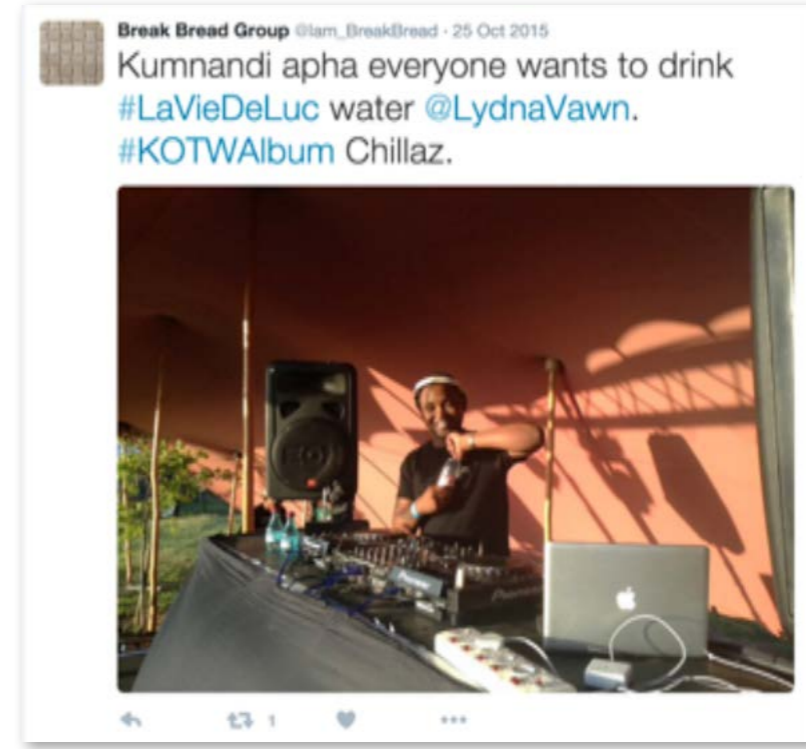 Break Bread Group @Iam_BreakBread · 25 Oct 2015
Kumnandi apha everyone wants to drink
#LaVieDeLuc water @LydnaVawn.
#KOTWAlbum Chillaz.
Pioneer
1